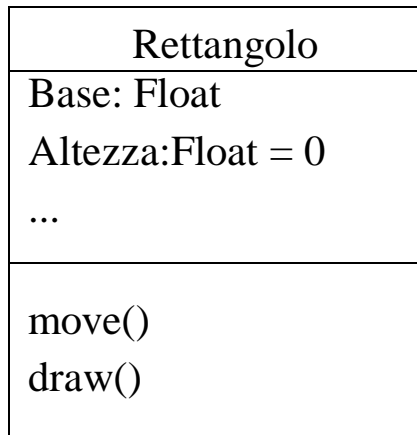 Rettangolo
Base: Float
Altezza:Float = 0
...
move()
draw()